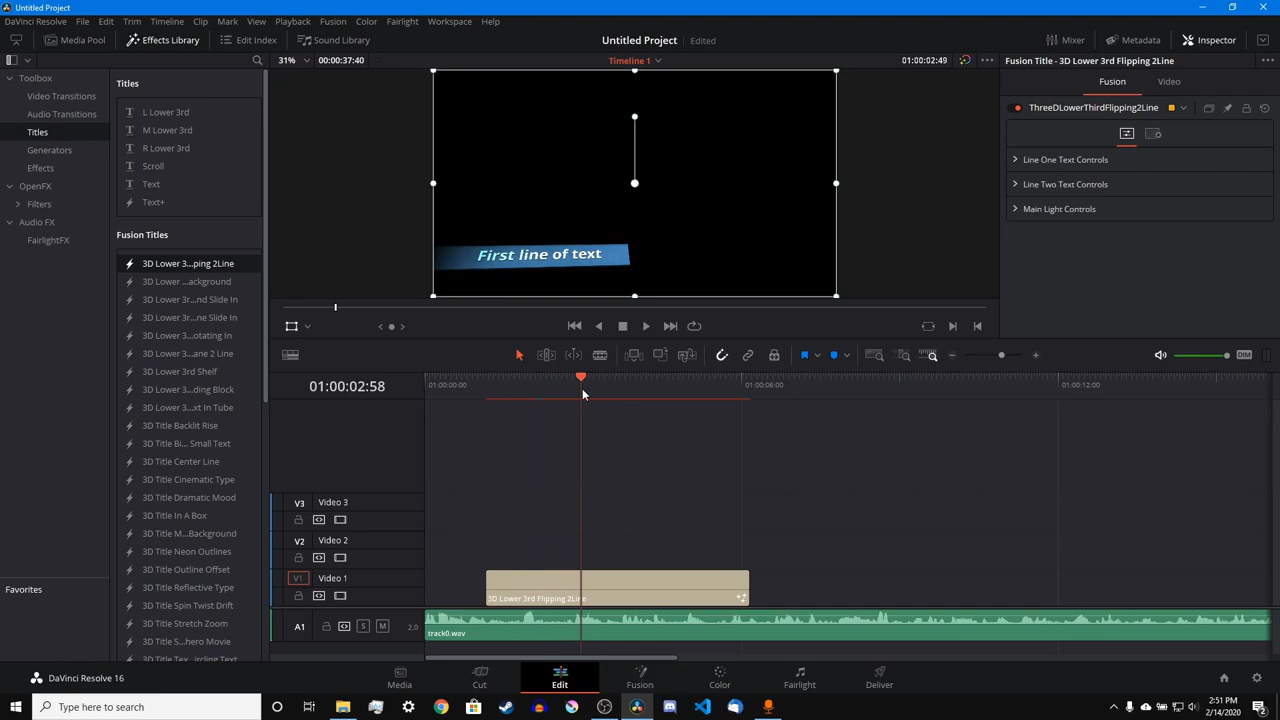 Untitled Project
DaVinci Resolve File Edit Trim Timeline Clip Mark View Playback Fusion Color Fairlight Workspace Help
Media Pool Effects Library Edit Index Sound Library Untitled Project Edited Mixer Metadata Inspector
31% 00:00:37:40 Timeline 1 01:00:02:49 Fusion Title - 3D Lower 3rd Flipping 2Line
Toolbox
Video Transitions
Audio Transitions
Titles
Generators
Effects
OpenFX
Filters
Audio FX
FairlightFX
Favorites
Titles
L Lower 3rd
M Lower 3rd
R Lower 3rd
Scroll
Text
Text+
Fusion Titles
3D Lower 3...ping 2Line
3D Lower ...ackground
3D Lower 3r...nd Slide In
3D Lower 3r...ne Slide In
3D Lower 3...otating In
3D Lower 3...ane 2 Line
3D Lower 3rd Shelf
3D Lower 3...ding Block
3D Lower 3...xt In Tube
3D Title Backlit Rise
3D Title Bi... Small Text
3D Title Center Line
3D Title Cinematic Type
3D Title Dramatic Mood
3D Title In A Box
3D Title M...Background
3D Title Neon Outlines
3D Title Outline Offset
3D Title Reflective Type
3D Title Spin Twist Drift
3D Title Stretch Zoom
3D Title S...hero Movie
3D Title Tex...ircling Text
First line of text
Fusion Video
ThreeDLowerThirdFlipping2Line
Line One Text Controls
Line Two Text Controls
Main Light Controls
DIM
01:00:02:58
01:00:00:00 01:00:06:00 01:00:12:00
V3 Video 3
V2 Video 2
V1 Video 1
3D Lower 3rd Flipping 2Line
A1 S M 2.0
track0.wav
DaVinci Resolve 16
Media Cut Edit Fusion Color Fairlight Deliver
Type here to search
2:51 PM
2/14/2020